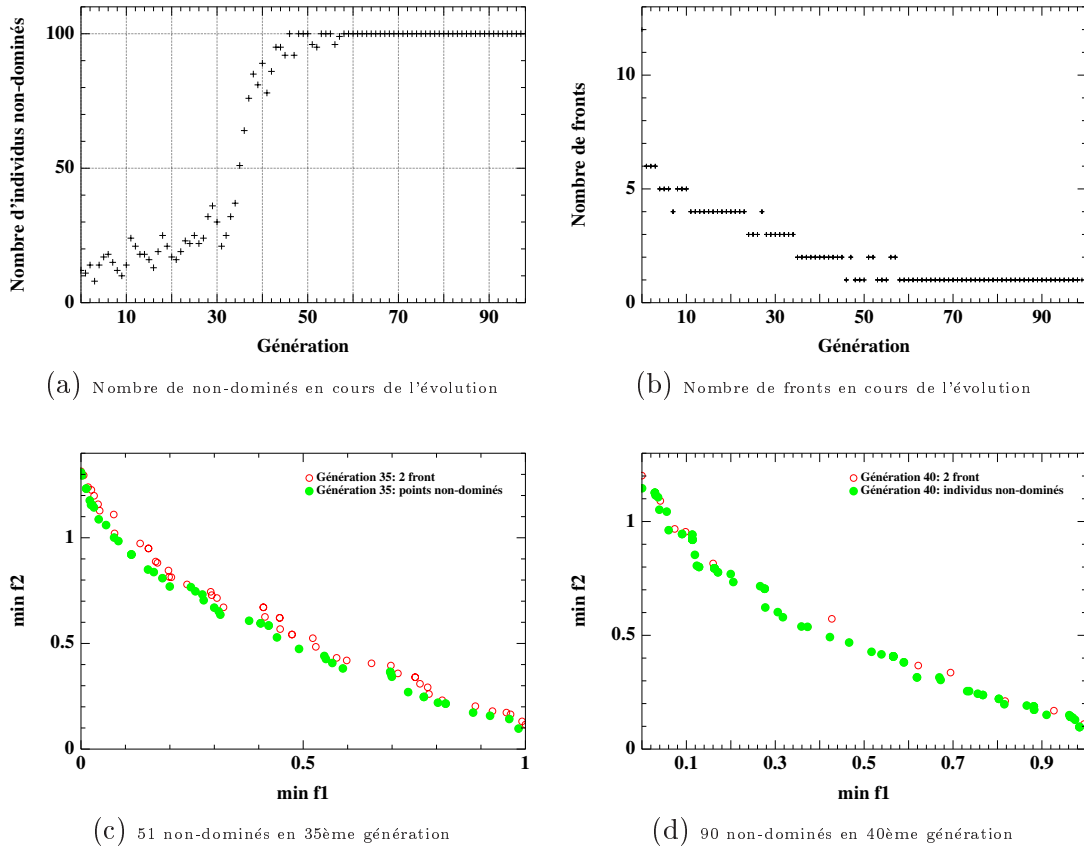 100
50
0
Nombre d'individus non-dominés
10 30 50 70 90
Génération
(a) Nombre de non-dominés en cours de l'évolution
10
5
0
Nombre de fronts
10 30 50 70 90
Génération
(b) Nombre de fronts en cours de l'évolution
Génération 35: 2 front
Génération 35: points non-dominés
1
0.5
0
min f2
0 0.5 1
min f1
(c) 51 non-dominés en 35ème génération
Génération 40: 2 front
Génération 40: individus non-dominés
1
0.5
0
min f2
0.1 0.3 0.5 0.7 0.9
min f1
(d) 90 non-dominés en 40ème génération